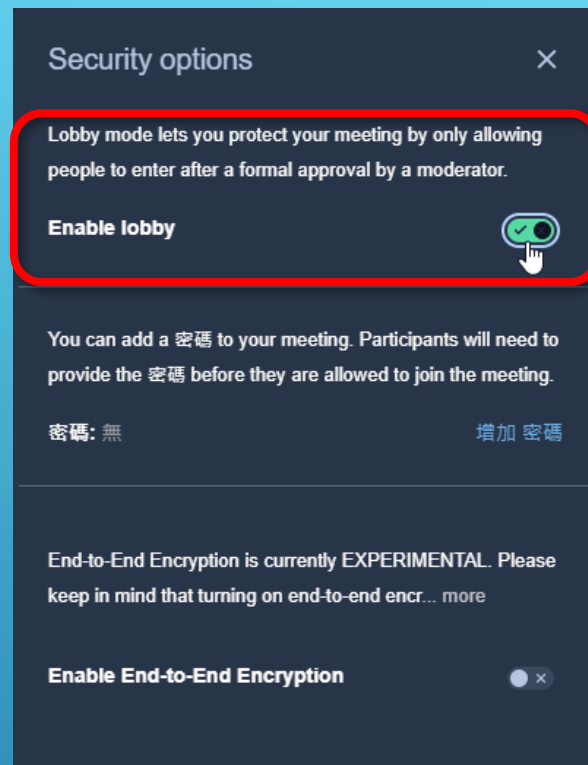 Security options
Lobby mode lets you protect your meeting by only allowing
people to enter after a formal approval by a moderator.
Enable lobby
You can add a 密碼 to your meeting. Participants will need to
provide the 密碼 before they are allowed to join the meeting.
密碼: 無 增加 密碼
End-to-End Encryption is currently EXPERIMENTAL. Please
keep in mind that turning on end-to-end encr... more
Enable End-to-End Encryption